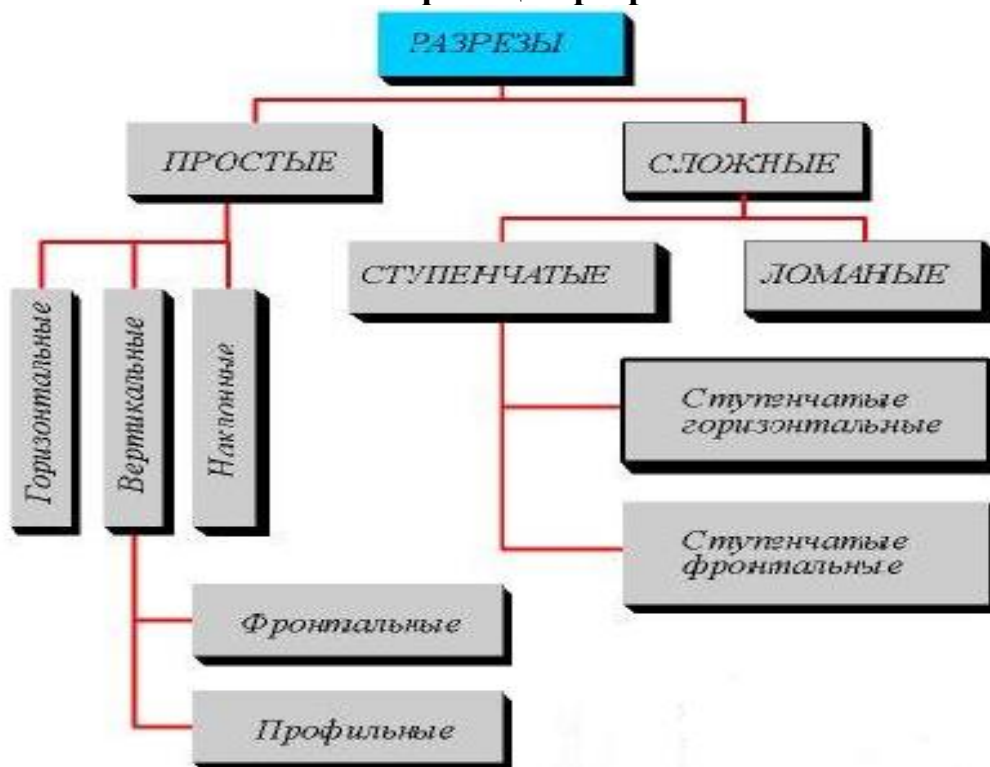 РАЗРЕЗЫ
ПРОСТЫЕ
СЛОЖНЫЕ
СТУПЕНЧАТЫЕ
ЛОМАНЫЕ
Горизонтальные
Вертикальные
Наклонные
Ступенчатые
горизонтальные
Ступенчатые
фронтальные
Фронтальные
Профильные